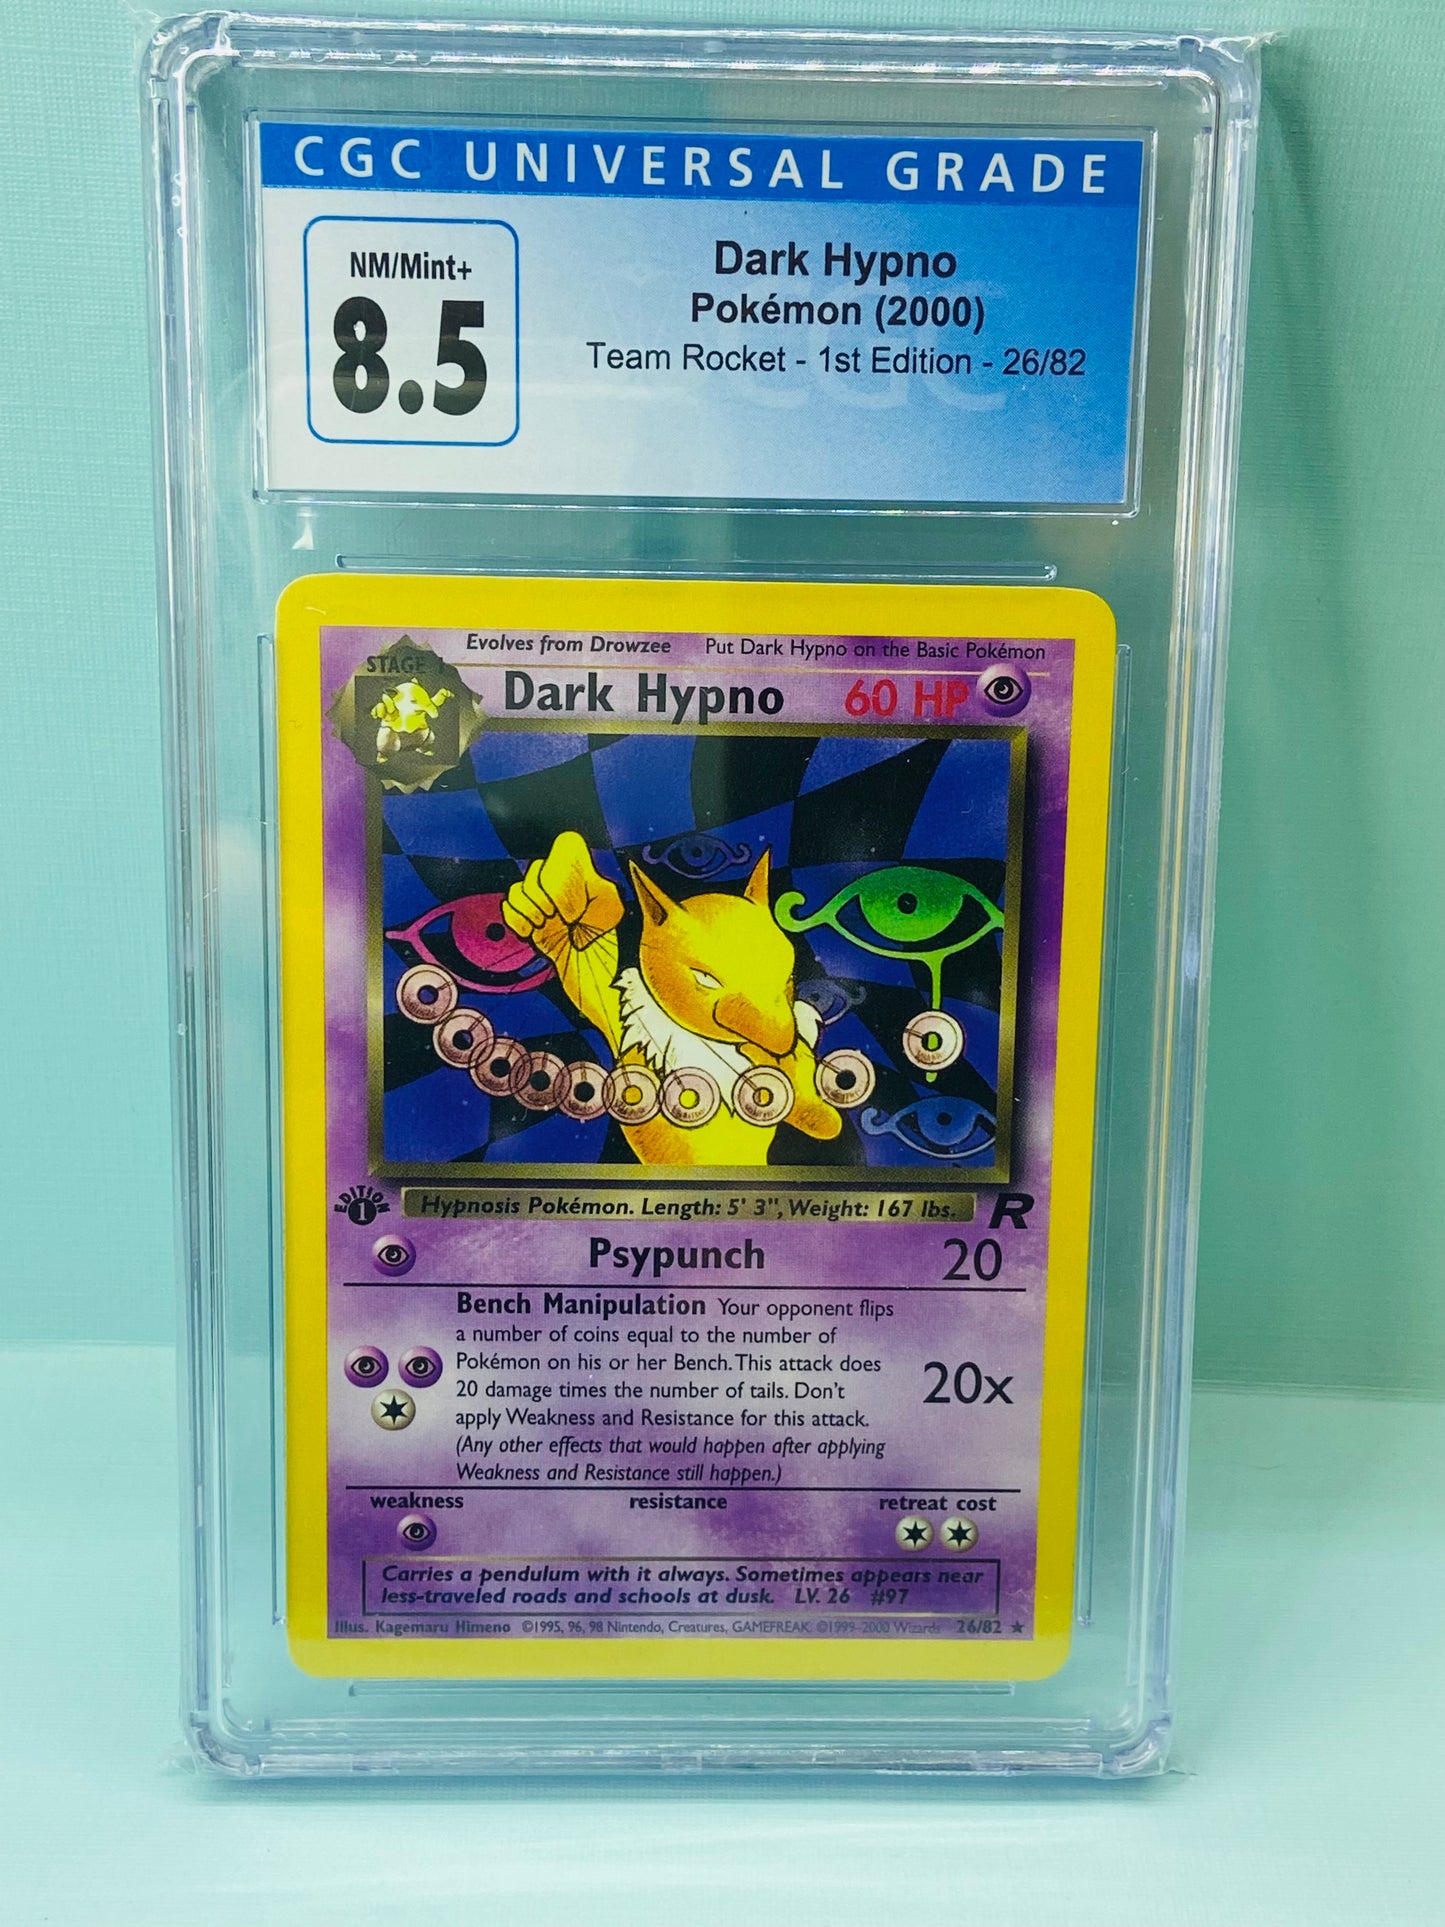 CGC UNIVERSAL GRADE
NM/Mint+
8.5
Dark Hypno
Pokémon (2000)
Team Rocket - 1st Edition - 26/82
Evolves from Drowzee Put Dark Hypno on the Basic Pokémon
STAGE 1
Dark Hypno 60 HP
EDITION
1
Hypnosis Pokémon. Length: 5' 3", Weight: 167 lbs. R
Psypunch 20
Bench Manipulation Your opponent flips
a number of coins equal to the number of
Pokémon on his or her Bench. This attack does
20 damage times the number of tails. Don't
apply Weakness and Resistance for this attack.
(Any other effects that would happen after applying
Weakness and Resistance still happen.)
20x
weakness resistance retreat cost
Carries a pendulum with it always. Sometimes appears near
less-traveled roads and schools at dusk. LV. 26 #97
Illus. Kagemaru Himeno ©1995, 96, 98 Nintendo, Creatures, GAMEFREAK. ©1999-2000 Wizards 26/82 ★